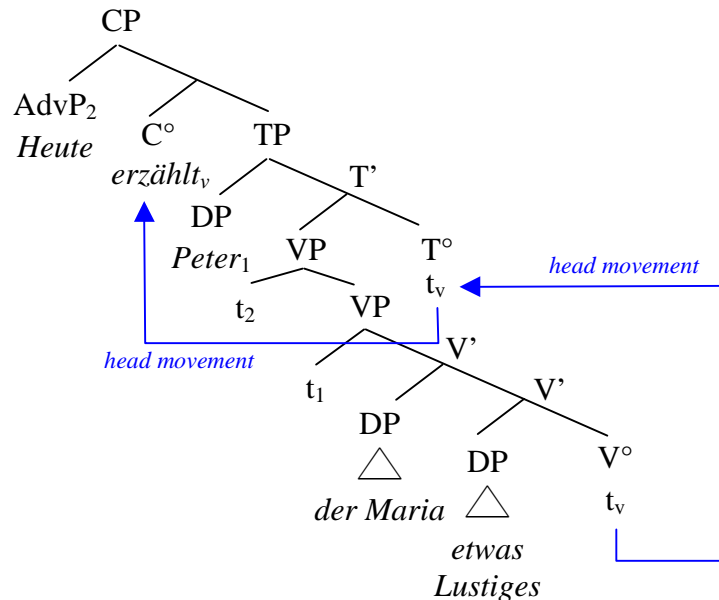 CP
AdvP₂
Heute
C°
TP
erzähltᵥ
T’
DP
Peter₁
VP
T°
head movement
t₂
VP
tᵥ
head movement
V’
t₁
V’
DP
DP
V°
der Maria
tᵥ
etwas
Lustiges